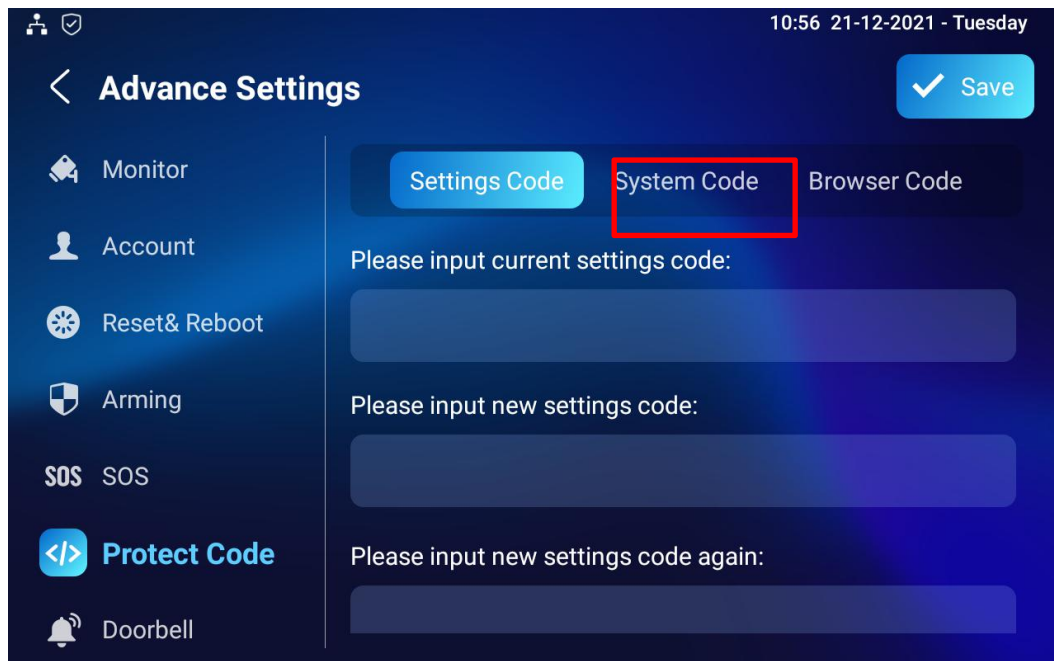 10:56 21-12-2021 - Tuesday
Advance Settings
Save
Monitor
Account
Reset& Reboot
Arming
SOS SOS
Protect Code
Doorbell
Settings Code System Code Browser Code
Please input current settings code:
Please input new settings code:
Please input new settings code again: